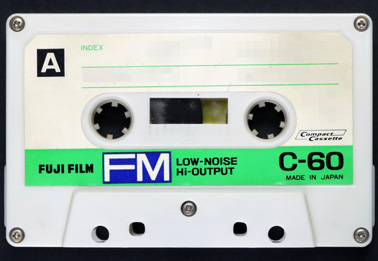 A
INDEX
Compact
Cassette
FUJI FILM
FM
LOW-NOISE
Hi-OUTPUT
C-60
MADE IN JAPAN